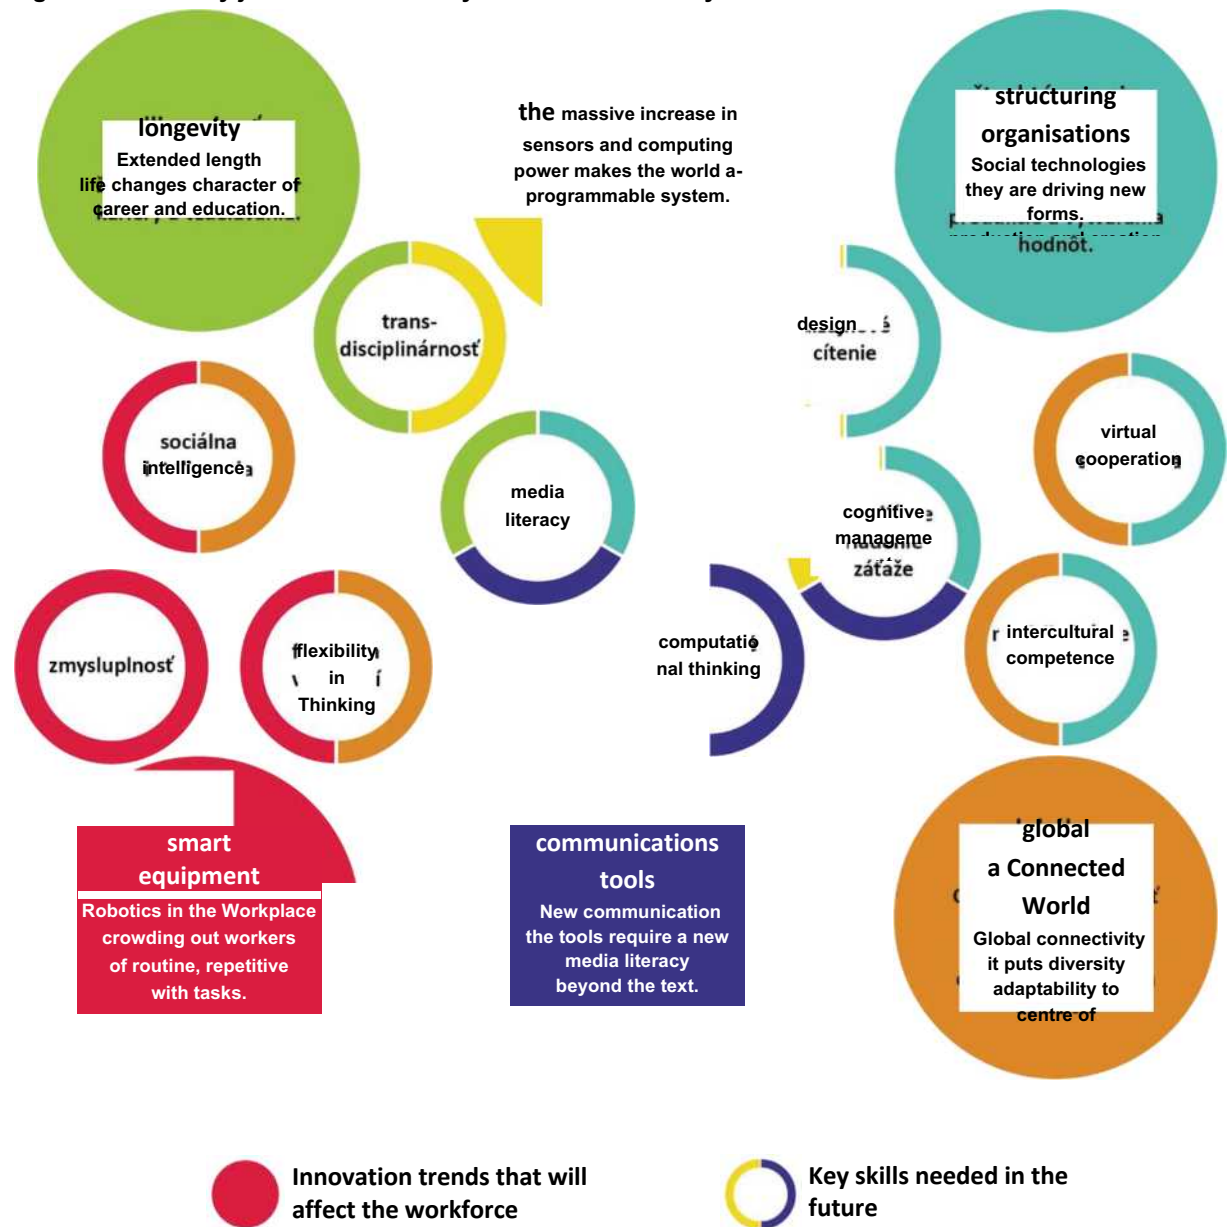 longevity
Extended length
life changes character of
career and education.
the massive increase in
sensors and computing
power makes the world a-
programmable system.
structuring
organisations
Social technologies
they are driving new
forms.
hodnôt.
trans-
disciplinárnosť
design
cítenie
sociálna
intelligence
media
literacy
virtual
cooperation
cognitive
manageme
záťaže
zmysluplnosť
flexibility
in
Thinking
computatio
nal thinking
intercultural
competence
smart
equipment
Robotics in the Workplace
crowding out workers
of routine, repetitive
with tasks.
communications
tools
New communication
the tools require a new
media literacy
beyond the text.
global
a Connected
World
Global connectivity
it puts diversity
adaptability to
centre of
Innovation trends that will
affect the workforce
Key skills needed in the
future